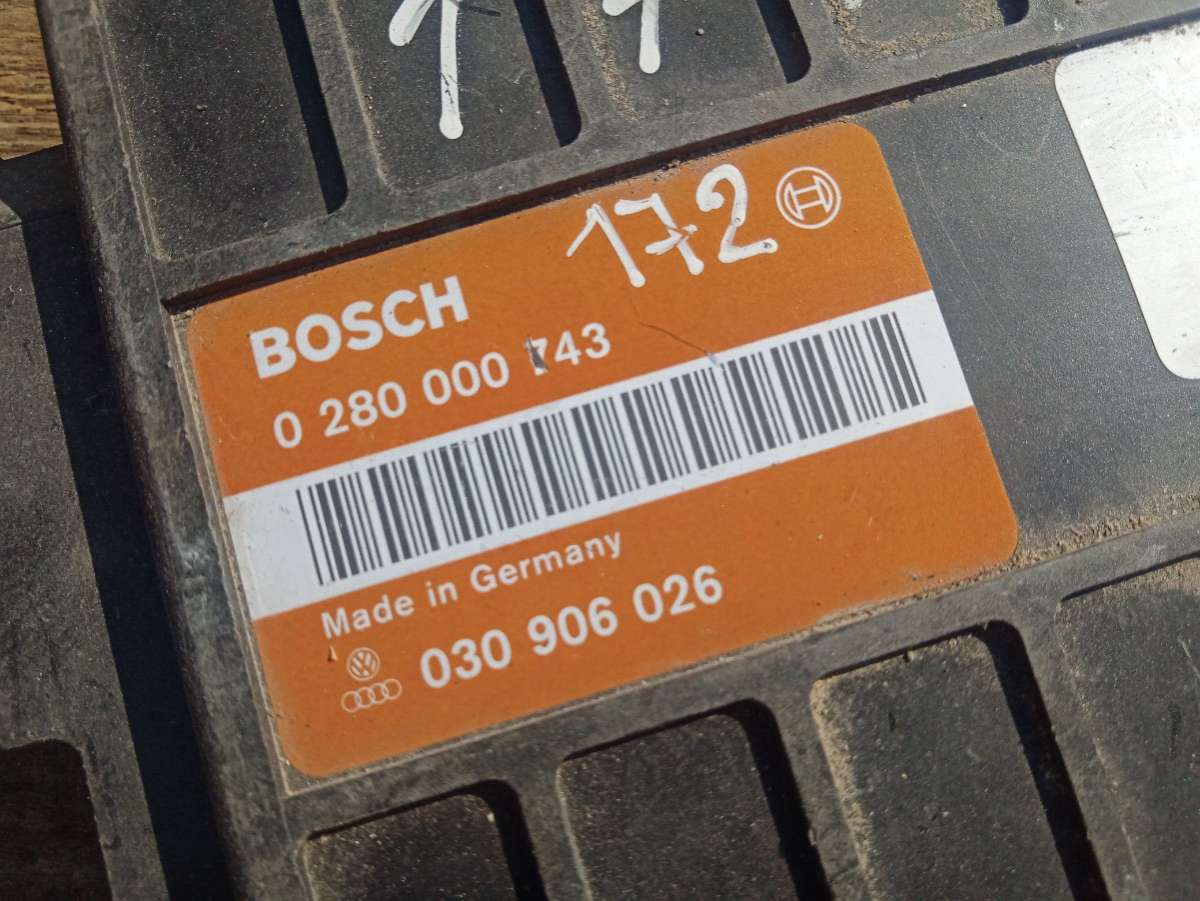 172
BOSCH
0 280 000 743
Made in Germany
030 906 026